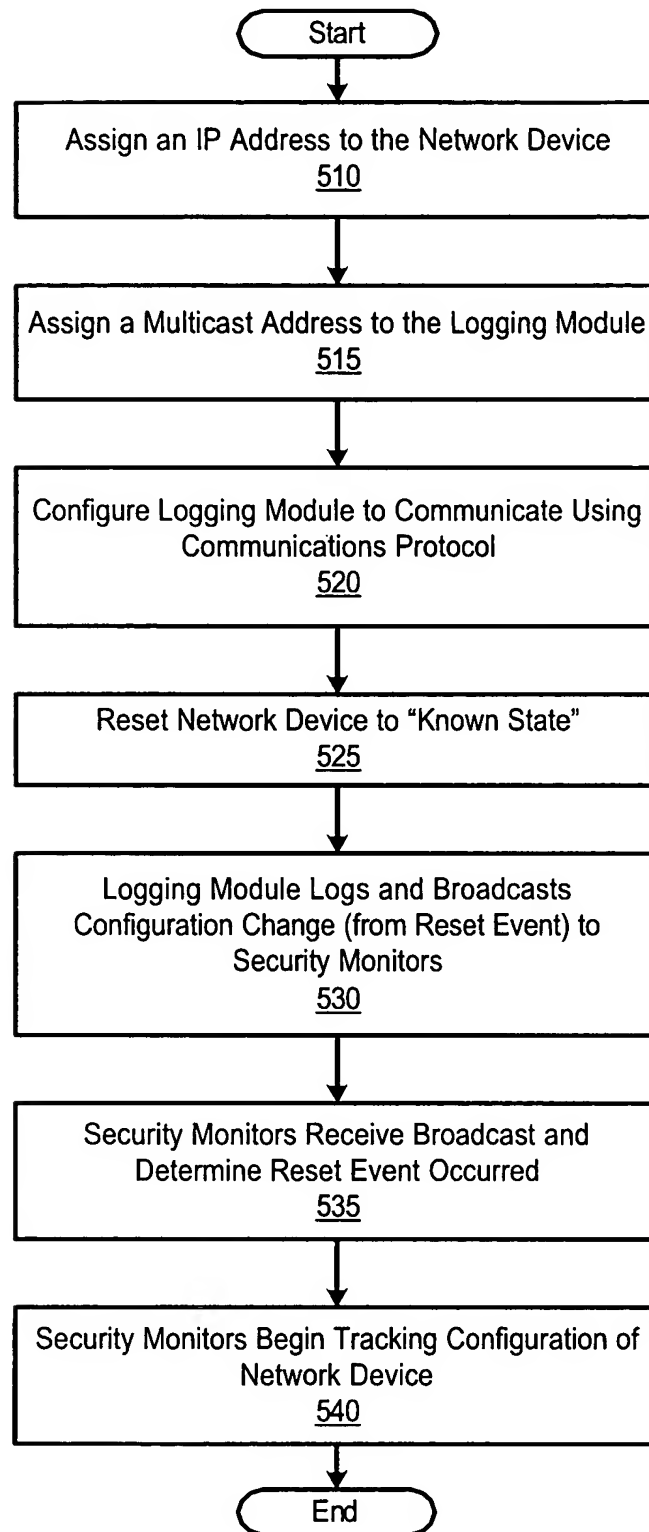 Start
Assign an IP Address to the Network Device
510
Assign a Multicast Address to the Logging Module
515
Configure Logging Module to Communicate Using
Communications Protocol
520
Reset Network Device to “Known State”
525
Logging Module Logs and Broadcasts
Configuration Change (from Reset Event) to
Security Monitors
530
Security Monitors Receive Broadcast and
Determine Reset Event Occurred
535
Security Monitors Begin Tracking Configuration of
Network Device
540
End